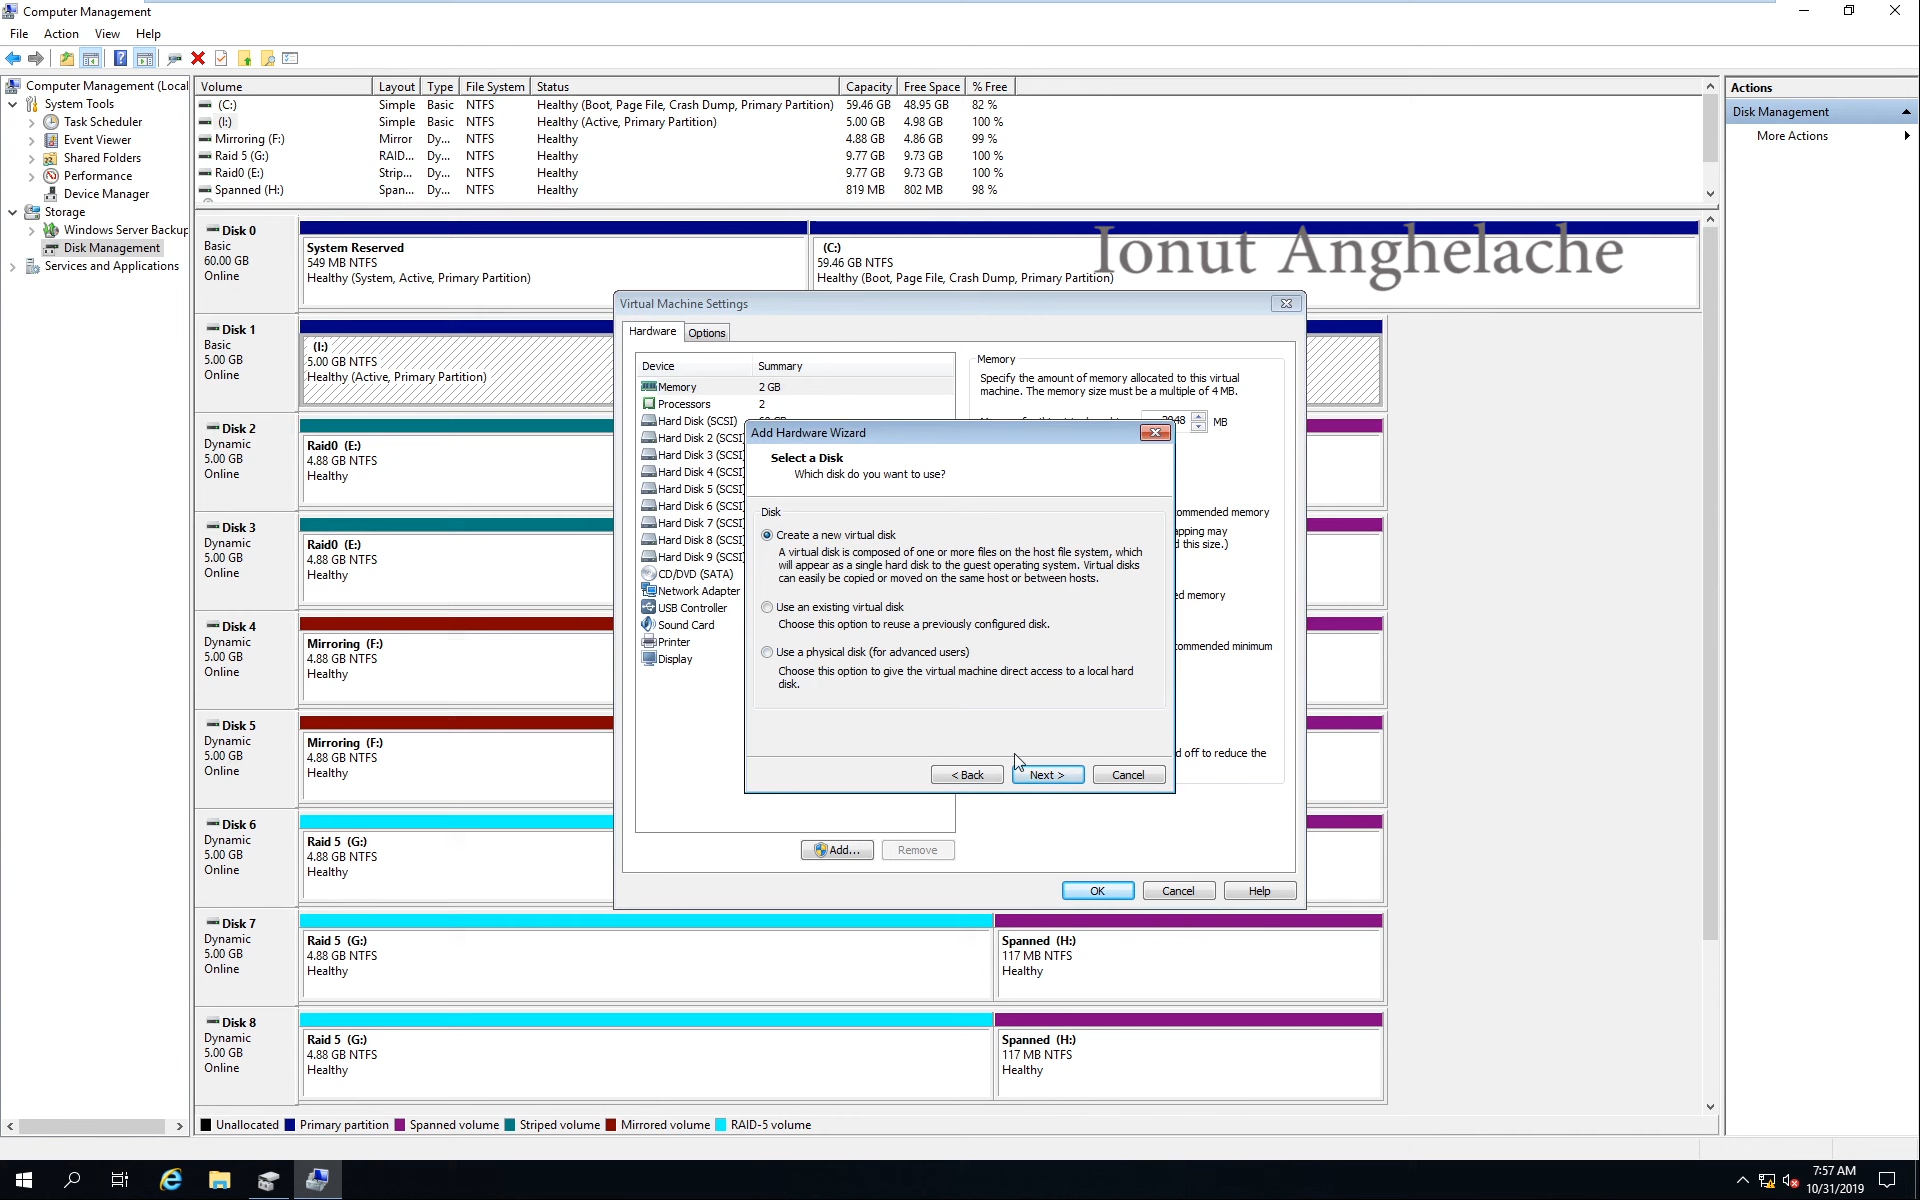 Computer Management
File Action View Help
Computer Management (Local
System Tools
Task Scheduler
Event Viewer
Shared Folders
Performance
Device Manager
Storage
Windows Server Backup
Disk Management
Services and Applications
Volume Layout Type File System Status Capacity Free Space % Free
(C:) Simple Basic NTFS Healthy (Boot, Page File, Crash Dump, Primary Partition) 59.46 GB 48.95 GB 82 %
(I:) Simple Basic NTFS Healthy (Active, Primary Partition) 5.00 GB 4.98 GB 100 %
Mirroring (F:) Mirror Dy... NTFS Healthy 4.88 GB 4.86 GB 99 %
Raid 5 (G:) RAID... Dy... NTFS Healthy 9.77 GB 9.73 GB 100 %
Raid0 (E:) Strip... Dy... NTFS Healthy 9.77 GB 9.73 GB 100 %
Spanned (H:) Span... Dy... NTFS Healthy 819 MB 802 MB 98 %
Actions
Disk Management
More Actions
Ionut Anghelache
Disk 0
Basic
60.00 GB
Online
System Reserved
549 MB NTFS
Healthy (System, Active, Primary Partition)
(C:)
59.46 GB NTFS
Healthy (Boot, Page File, Crash Dump, Primary Partition)
Disk 1
Basic
5.00 GB
Online
(I:)
5.00 GB NTFS
Healthy (Active, Primary Partition)
Disk 2
Dynamic
5.00 GB
Online
Raid0 (E:)
4.88 GB NTFS
Healthy
Disk 3
Dynamic
5.00 GB
Online
Raid0 (E:)
4.88 GB NTFS
Healthy
Disk 4
Dynamic
5.00 GB
Online
Mirroring (F:)
4.88 GB NTFS
Healthy
Disk 5
Dynamic
5.00 GB
Online
Mirroring (F:)
4.88 GB NTFS
Healthy
Disk 6
Dynamic
5.00 GB
Online
Raid 5 (G:)
4.88 GB NTFS
Healthy
Disk 7
Dynamic
5.00 GB
Online
Raid 5 (G:)
4.88 GB NTFS
Healthy
Spanned (H:)
117 MB NTFS
Healthy
Disk 8
Dynamic
5.00 GB
Online
Raid 5 (G:)
4.88 GB NTFS
Healthy
Spanned (H:)
117 MB NTFS
Healthy
Virtual Machine Settings
Hardware Options
Device Summary
Memory 2 GB
Processors 2
Hard Disk (SCSI)
Hard Disk 2 (SCSI
Hard Disk 3 (SCSI
Hard Disk 4 (SCSI
Hard Disk 5 (SCSI
Hard Disk 6 (SCSI
Hard Disk 7 (SCSI
Hard Disk 8 (SCSI
Hard Disk 9 (SCSI
CD/DVD (SATA)
Network Adapter
USB Controller
Sound Card
Printer
Display
Memory
Specify the amount of memory allocated to this virtual
machine. The memory size must be a multiple of 4 MB.
MB
commended memory
apping may
d this size.)
ed memory
commended minimum
d off to reduce the
Add Hardware Wizard
Select a Disk
Which disk do you want to use?
Disk
Create a new virtual disk
A virtual disk is composed of one or more files on the host file system, which
will appear as a single hard disk to the guest operating system. Virtual disks
can easily be copied or moved on the same host or between hosts.
Use an existing virtual disk
Choose this option to reuse a previously configured disk.
Use a physical disk (for advanced users)
Choose this option to give the virtual machine direct access to a local hard
disk.
< Back Next > Cancel
Add... Remove
OK Cancel Help
Unallocated Primary partition Spanned volume Striped volume Mirrored volume RAID-5 volume
7:57 AM
10/31/2019